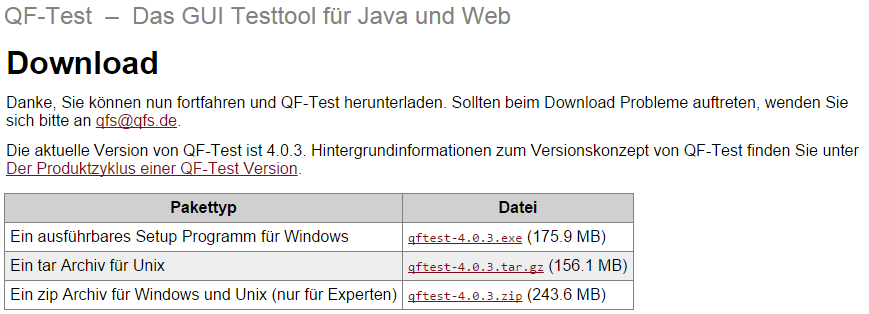 QF-Test – Das GUI Testtool für Java und Web
Download
Danke, Sie können nun fortfahren und QF-Test herunterladen. Sollten beim Download Probleme auftreten, wenden Sie
sich bitte an qfs@qfs.de.
Die aktuelle Version von QF-Test ist 4.0.3. Hintergrundinformationen zum Versionskonzept von QF-Test finden Sie unter
Der Produktzyklus einer QF-Test Version.
Pakettyp Datei
Ein ausführbares Setup Programm für Windows qftest-4.0.3.exe (175.9 MB)
Ein tar Archiv für Unix qftest-4.0.3.tar.gz (156.1 MB)
Ein zip Archiv für Windows und Unix (nur für Experten) qftest-4.0.3.zip (243.6 MB)